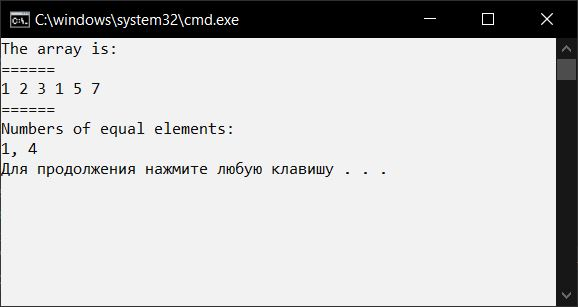 C:\windows\system32\cmd.exe
The array is:
======
1 2 3 1 5 7
======
Numbers of equal elements:
1, 4
Для продолжения нажмите любую клавишу . . .